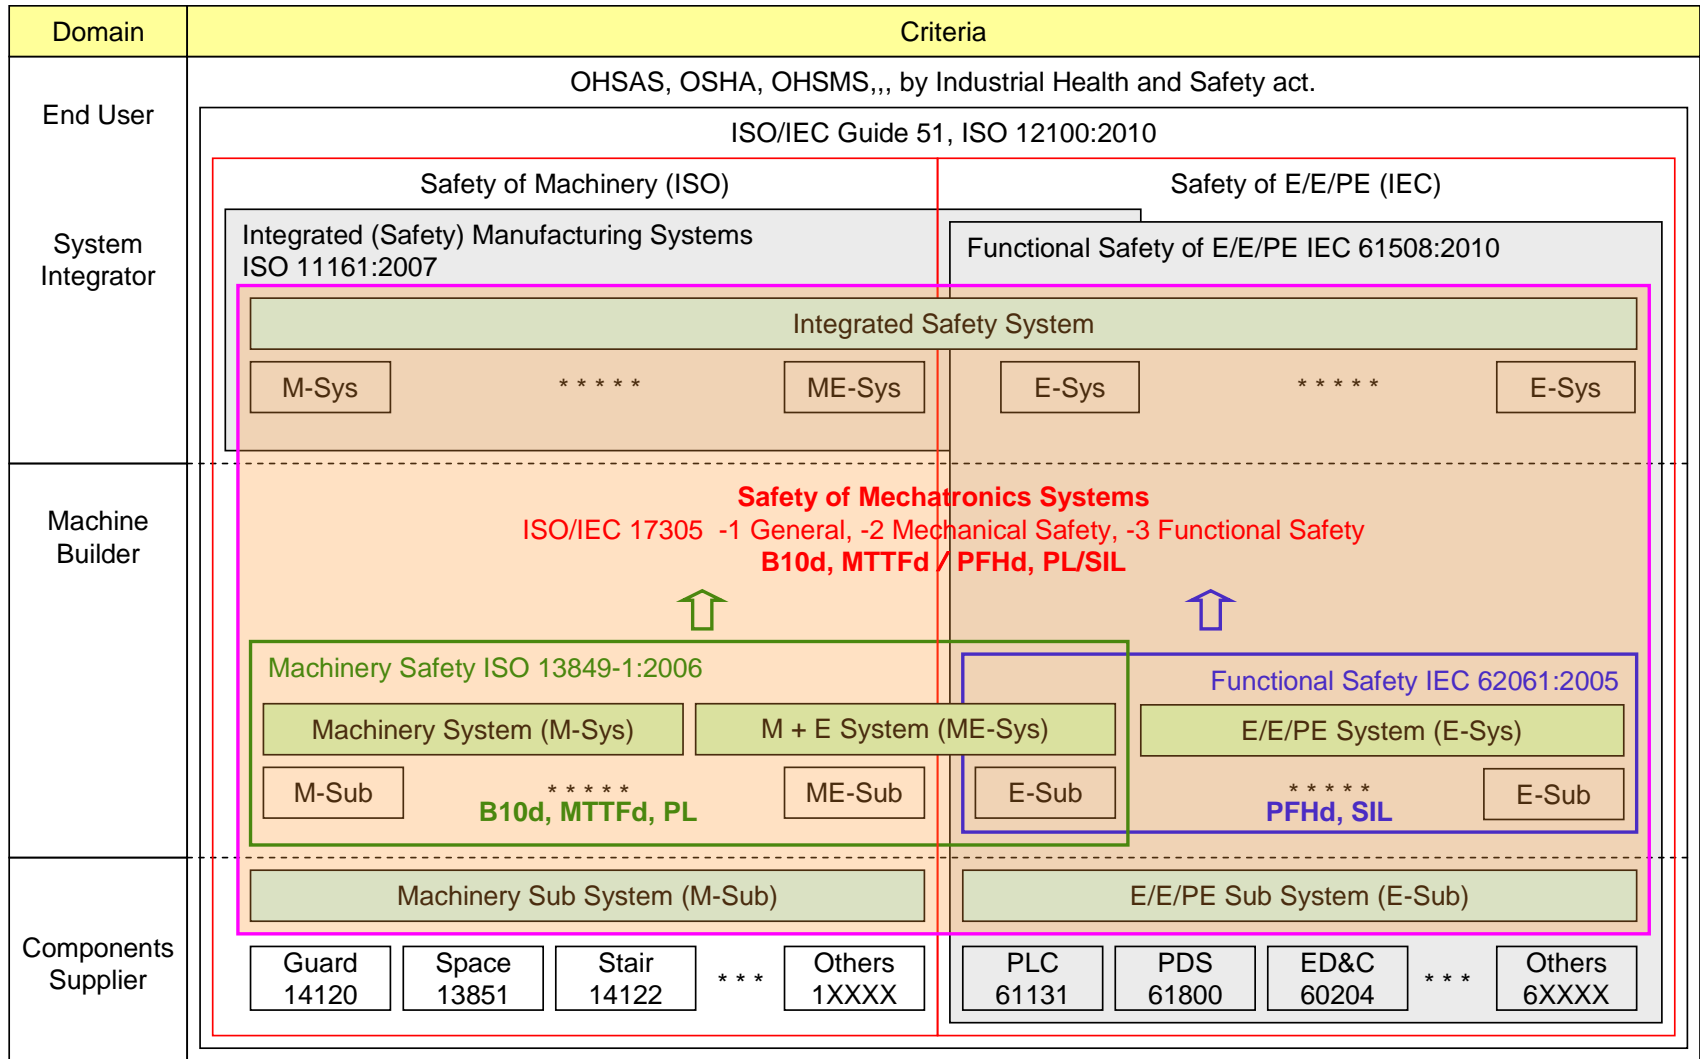 Domain
Criteria
OHSAS, OSHA, OHSMS,,, by Industrial Health and Safety act.
End User
ISO/IEC Guide 51, ISO 12100:2010
Safety of Machinery (ISO)
Safety of E/E/PE (IEC)
System
Integrator
Integrated (Safety) Manufacturing Systems
ISO 11161:2007
Functional Safety of E/E/PE IEC 61508:2010
Integrated Safety System
M-Sys
* * * * *
ME-Sys
E-Sys
* * * * *
E-Sys
Machine
Builder
Safety of Mechatronics Systems
ISO/IEC 17305  -1 General, -2 Mechanical Safety, -3 Functional Safety
B10d, MTTFd / PFHd, PL/SIL
Machinery Safety ISO 13849-1:2006
Functional Safety IEC 62061:2005
Machinery System (M-Sys)
M + E System (ME-Sys)
E/E/PE System (E-Sys)
M-Sub
* * * * *
B10d, MTTFd, PL
ME-Sub
E-Sub
* * * * *
PFHd, SIL
E-Sub
Machinery Sub System (M-Sub)
E/E/PE Sub System (E-Sub)
Components
Supplier
Guard
14120
Space
13851
Stair
14122
* * *
Others
1XXXX
PLC
61131
PDS
61800
ED&C
60204
* * *
Others
6XXXX